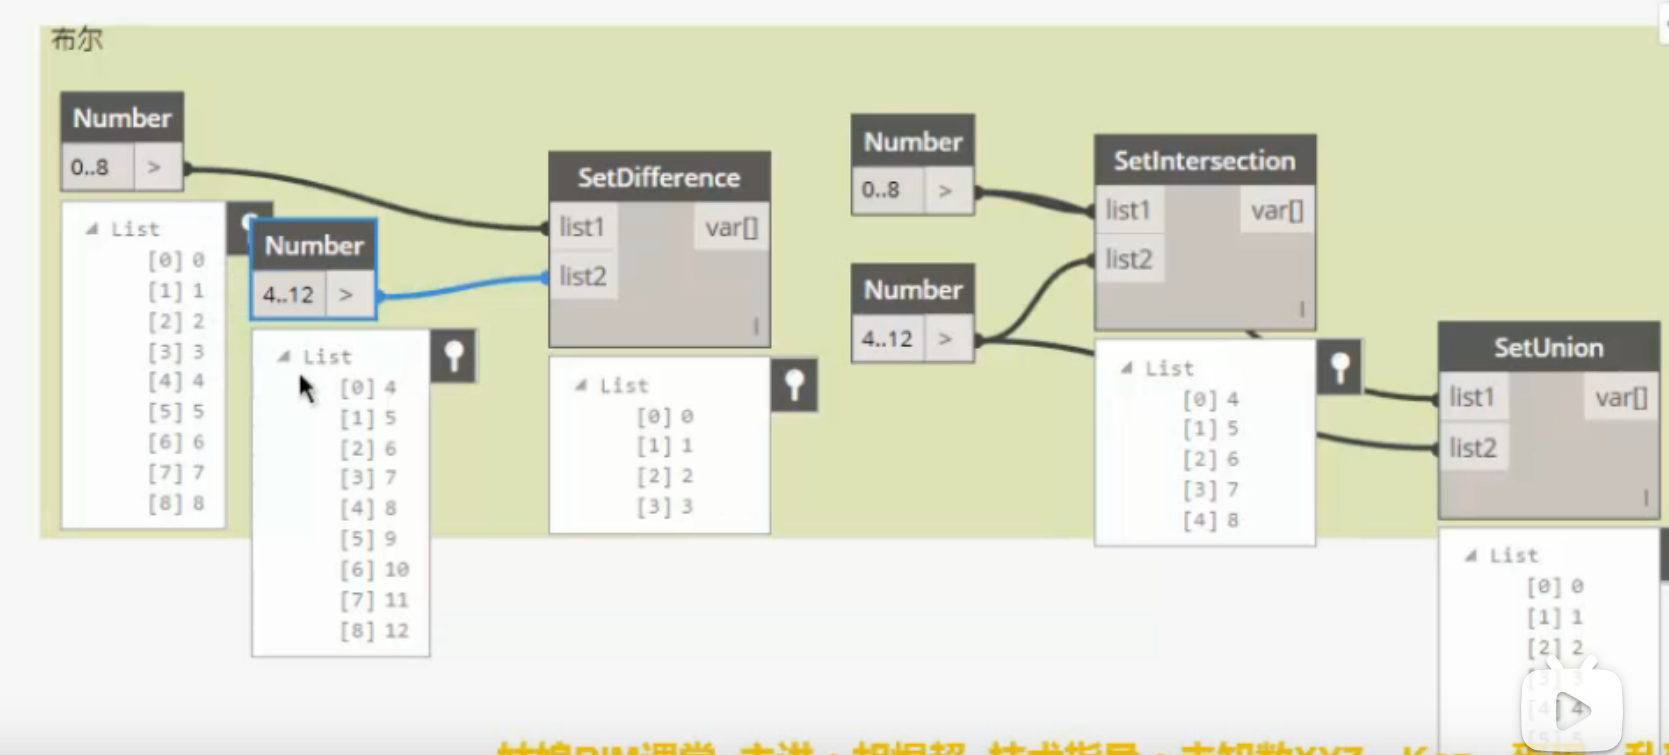 布尔
Number
0..8 >
List
[0] 0
[1] 1
[2] 2
[3] 3
[4] 4
[5] 5
[6] 6
[7] 7
[8] 8
Number
4..12 >
List
[0] 4
[1] 5
[2] 6
[3] 7
[4] 8
[5] 9
[6] 10
[7] 11
[8] 12
SetDifference
list1 var[]
list2
List
[0] 0
[1] 1
[2] 2
[3] 3
Number
0..8 >
Number
4..12 >
SetIntersection
list1 var[]
list2
List
[0] 4
[1] 5
[2] 6
[3] 7
[4] 8
SetUnion
list1 var[]
list2
List
[0] 0
[1] 1
[2] 2
[3] 3
[4] 4
[5] 5